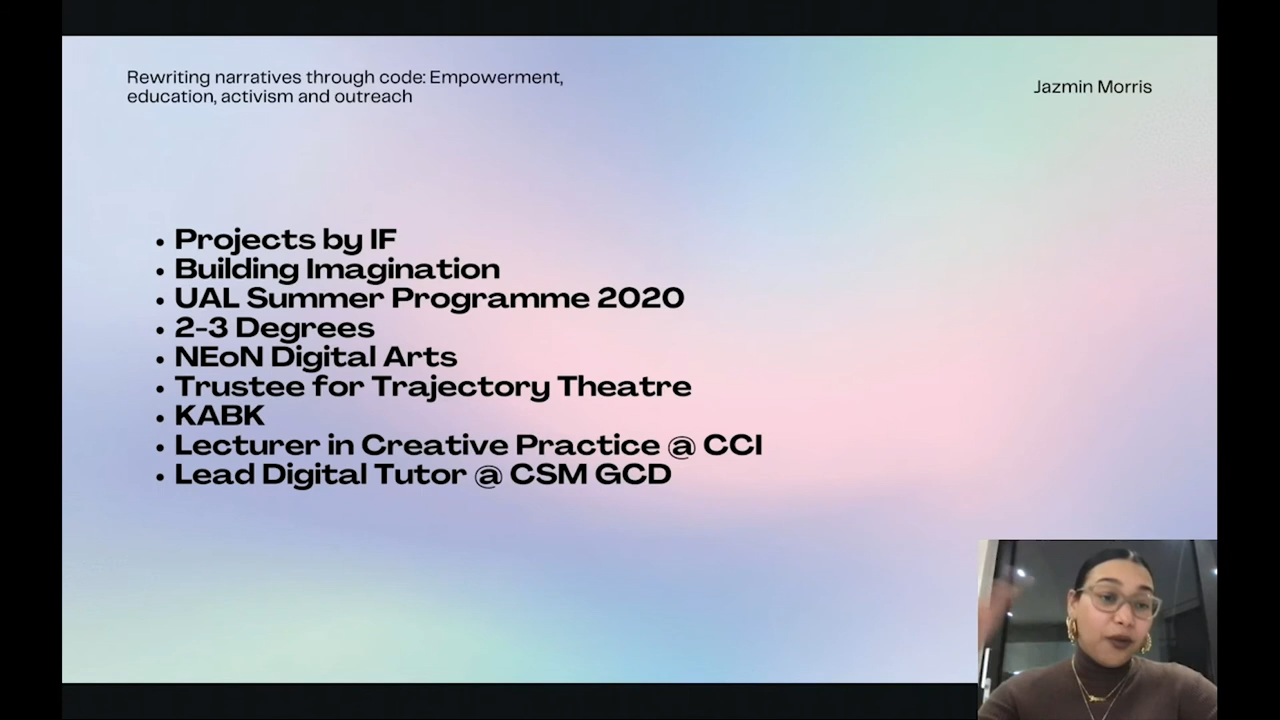 Rewriting narratives through code: Empowerment,
education, activism and outreach
Jazmin Morris
• Projects by IF
• Building Imagination
• UAL Summer Programme 2020
• 2-3 Degrees
• NEoN Digital Arts
• Trustee for Trajectory Theatre
• KABK
• Lecturer in Creative Practice @ CCI
• Lead Digital Tutor @ CSM GCD